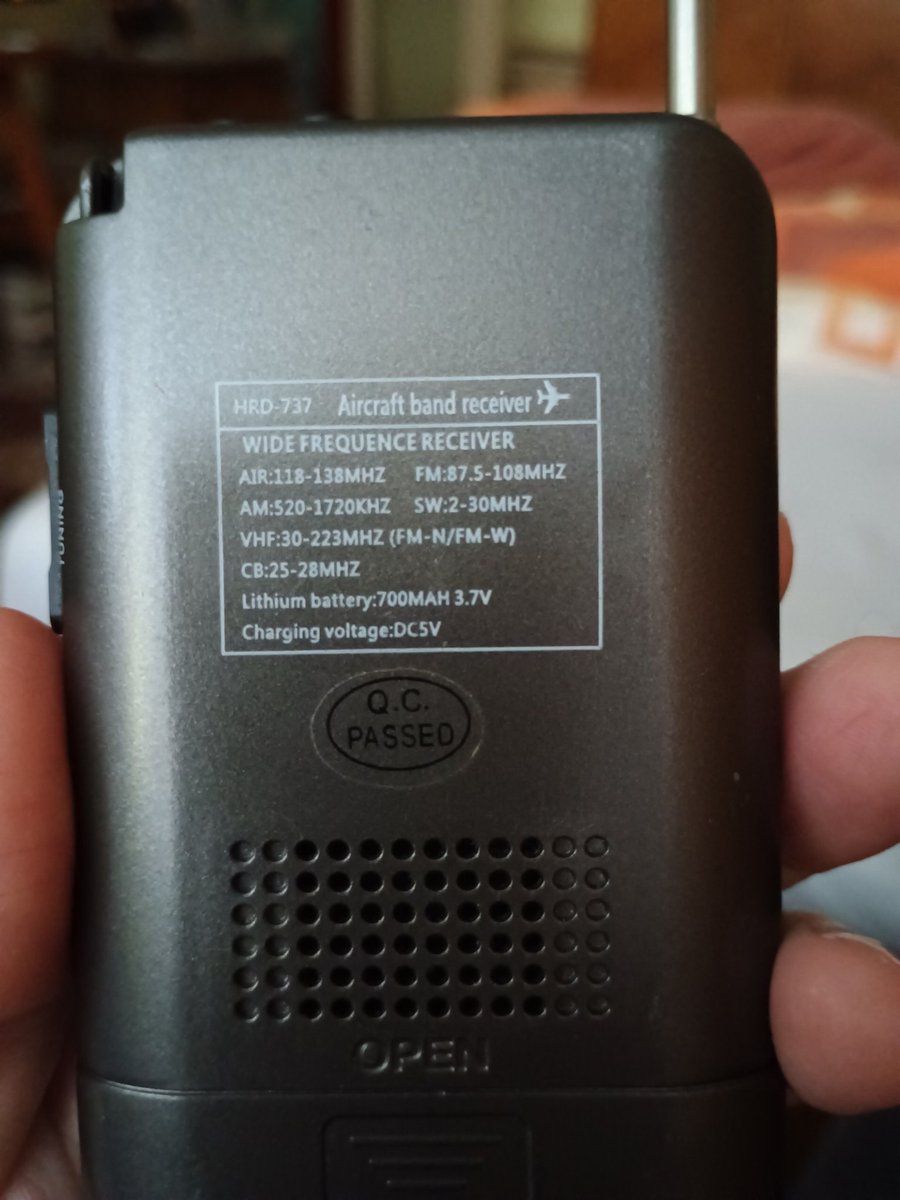 HRD-737 Aircraft band receiver
WIDE FREQUENCE RECEIVER
AIR:118-138MHZ FM:87.5-108MHZ
AM:520-1720KHZ SW:2-30MHZ
VHF:30-223MHZ (FM-N/FM-W)
CB:25-28MHZ
Lithium battery:700MAH 3.7V
Charging voltage:DC5V
TUNING
Q.C.
PASSED
OPEN